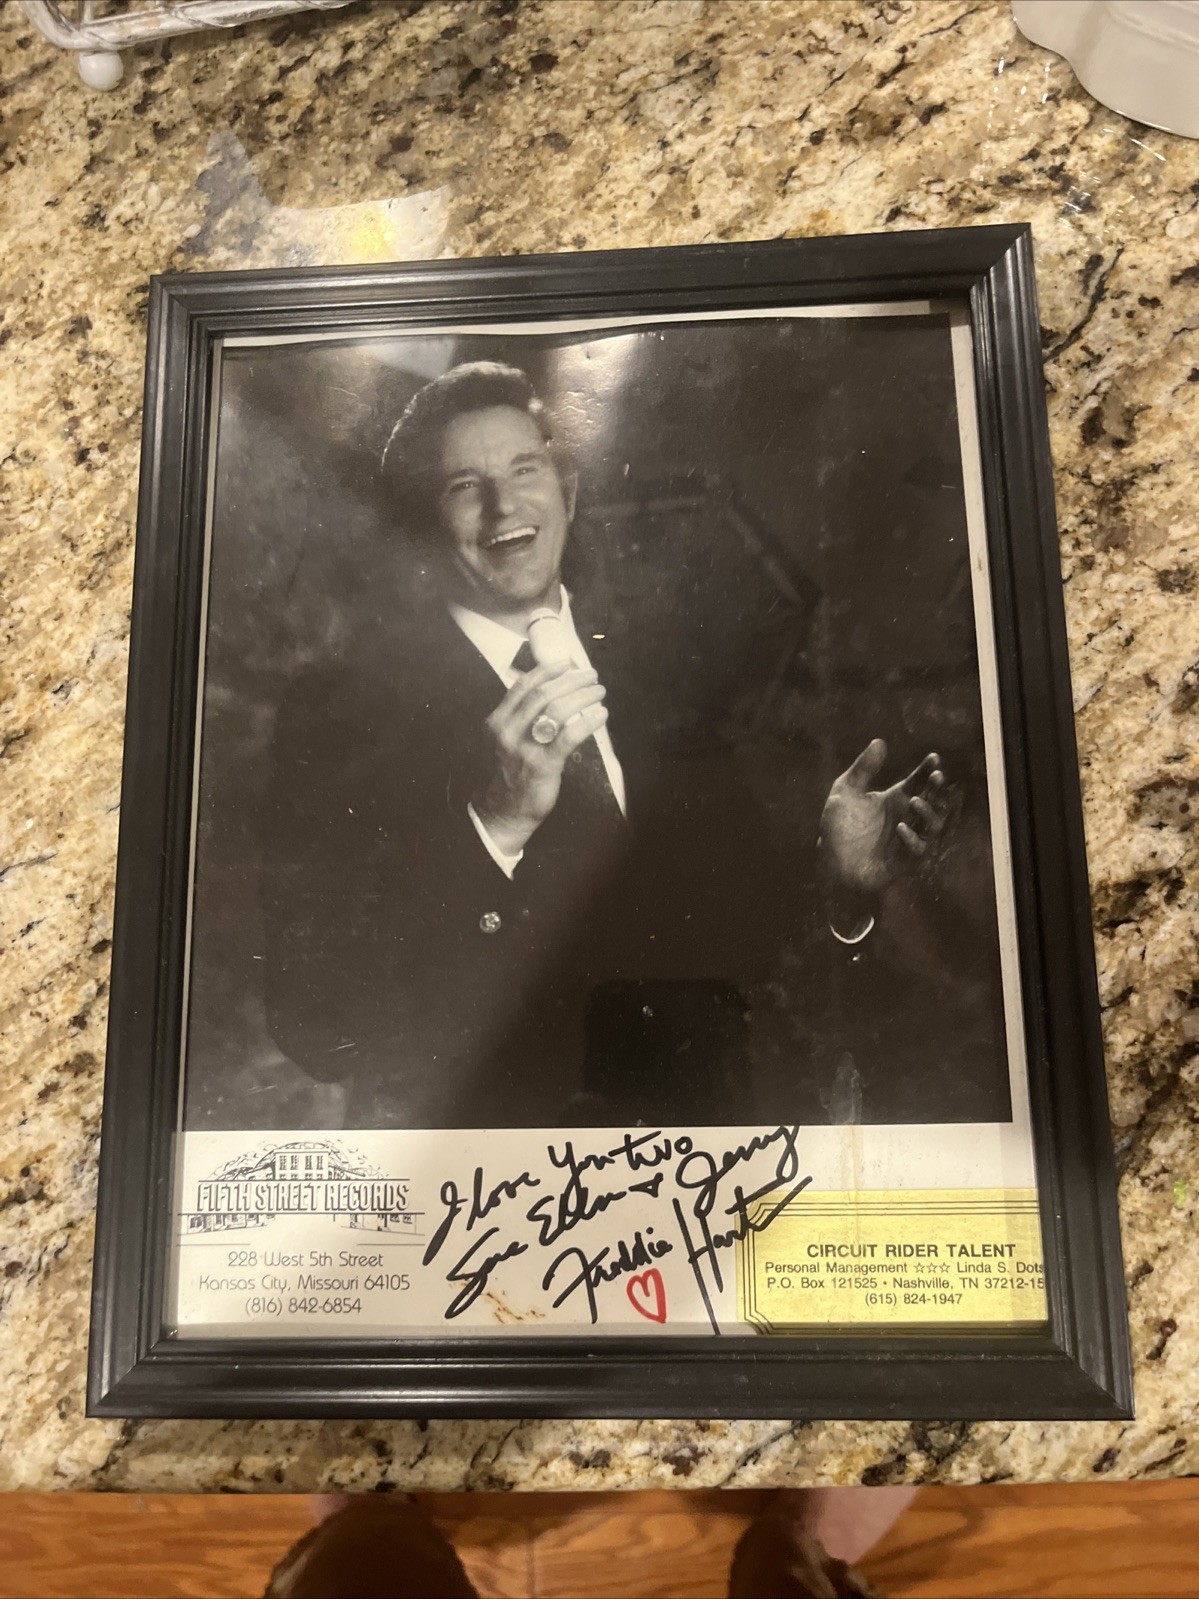 FIFTH STREET RECORDS
228 West 5th Street
Kansas City, Missouri 64105
(816) 842-6854
I love You two
Sue Ellen + Jerry
Freddie Hart
CIRCUIT RIDER TALENT
Personal Management ☆☆☆ Linda S. Dots
P.O. Box 121525 • Nashville, TN 37212-15
(615) 824-1947